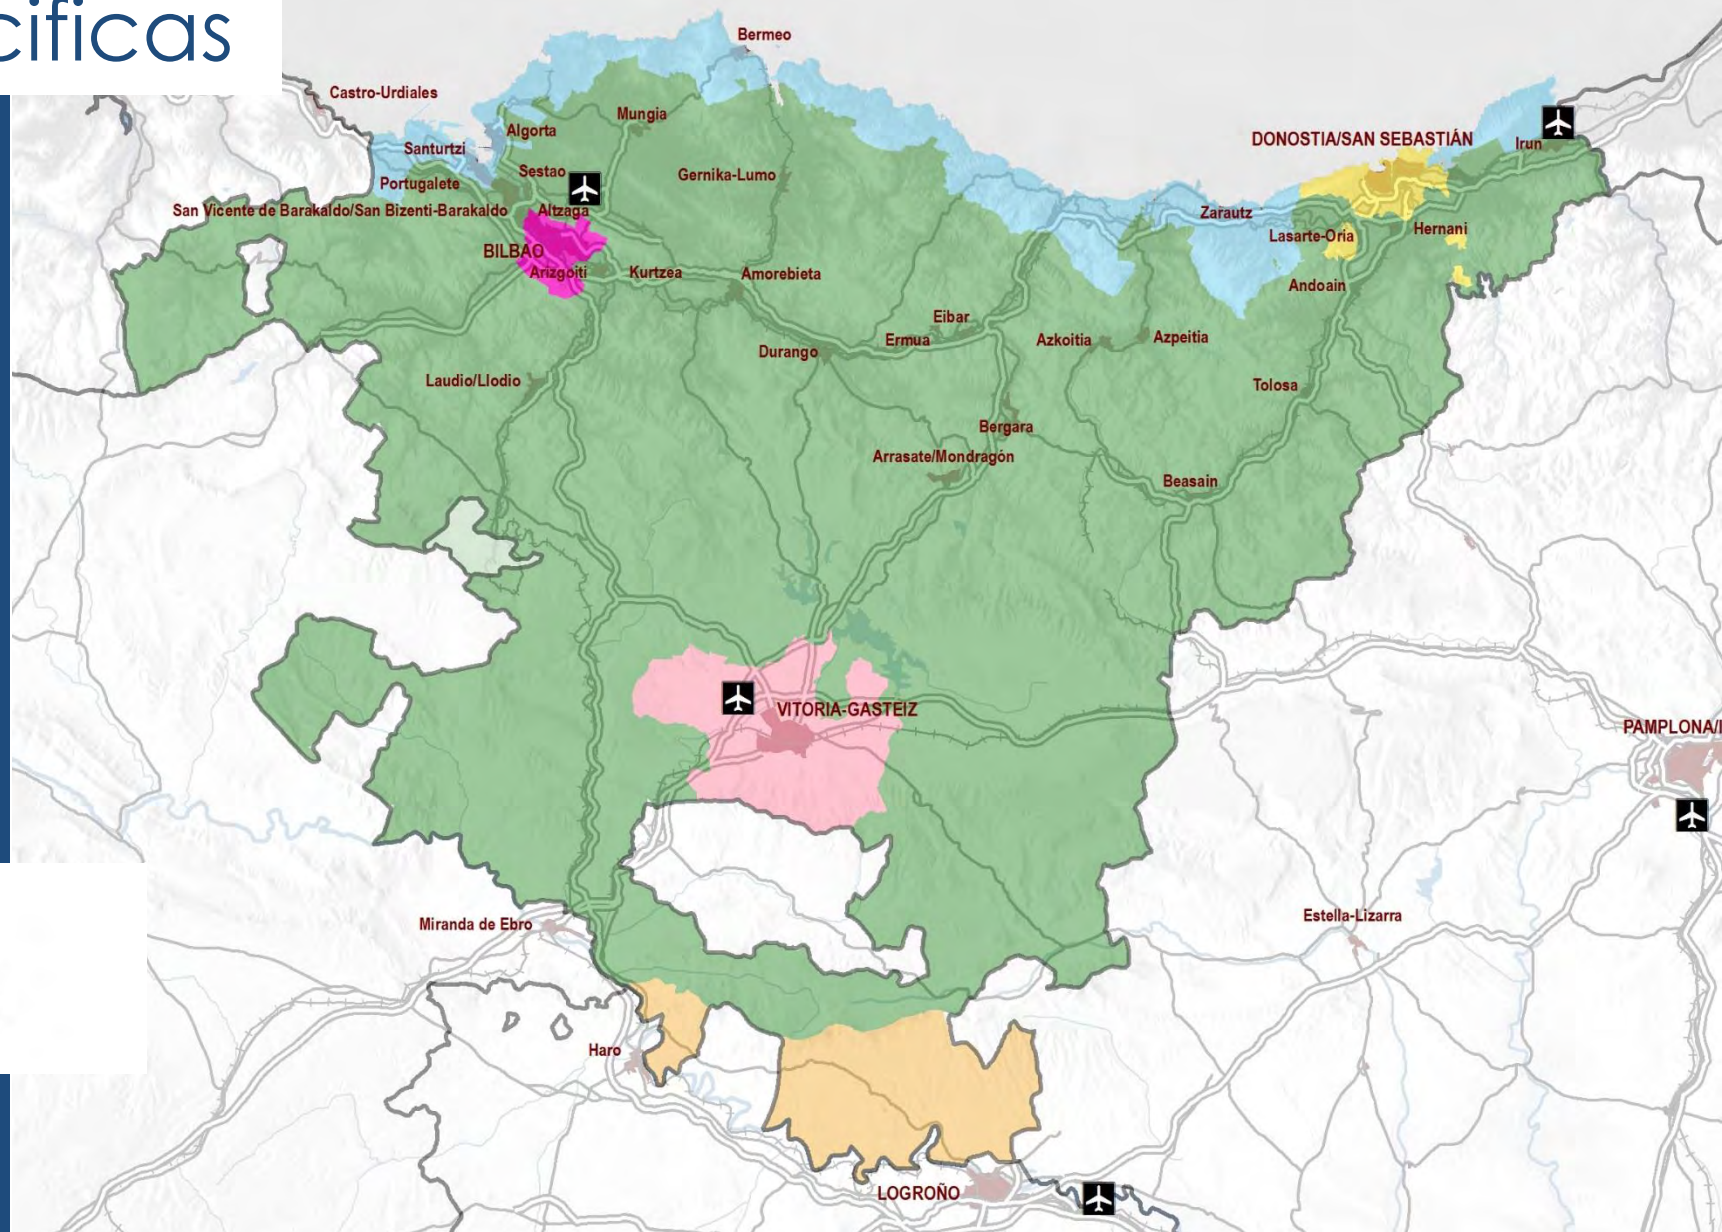 cificas
Bermeo
Castro-Urdiales
Mungia
Algorta
DONOSTIA/SAN SEBASTIÁN
Irun
Santurtzi
Sestao
Gernika-Lumo
Portugalete
San Vicente de Barakaldo/San Bizenti-Barakaldo
Altzaga
Zarautz
Hernani
Lasarte-Oria
BILBAO
Arizgoiti
Kurtzea
Amorebieta
Andoain
Eibar
Ermua
Azkoitia
Azpeitia
Durango
Laudio/Llodio
Tolosa
Bergara
Arrasate/Mondragón
Beasain
VITORIA-GASTEIZ
PAMPLONA/I
Miranda de Ebro
Estella-Lizarra
Haro
LOGROÑO